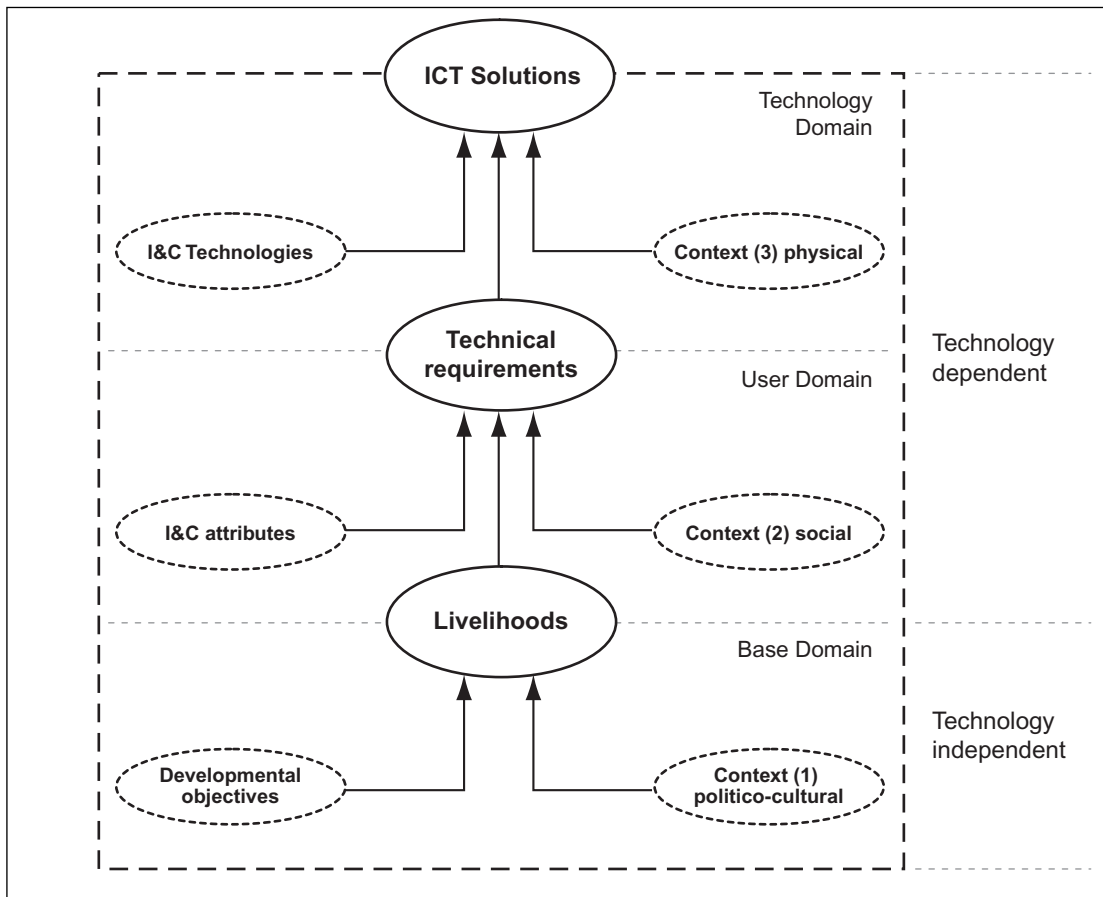 ICT Solutions
Technology
Domain
I&C Technologies
Context (3) physical
Technical
requirements
User Domain
Technology
dependent
I&C attributes
Context (2) social
Livelihoods
Base Domain
Developmental
objectives
Context (1)
politico-cultural
Technology
independent